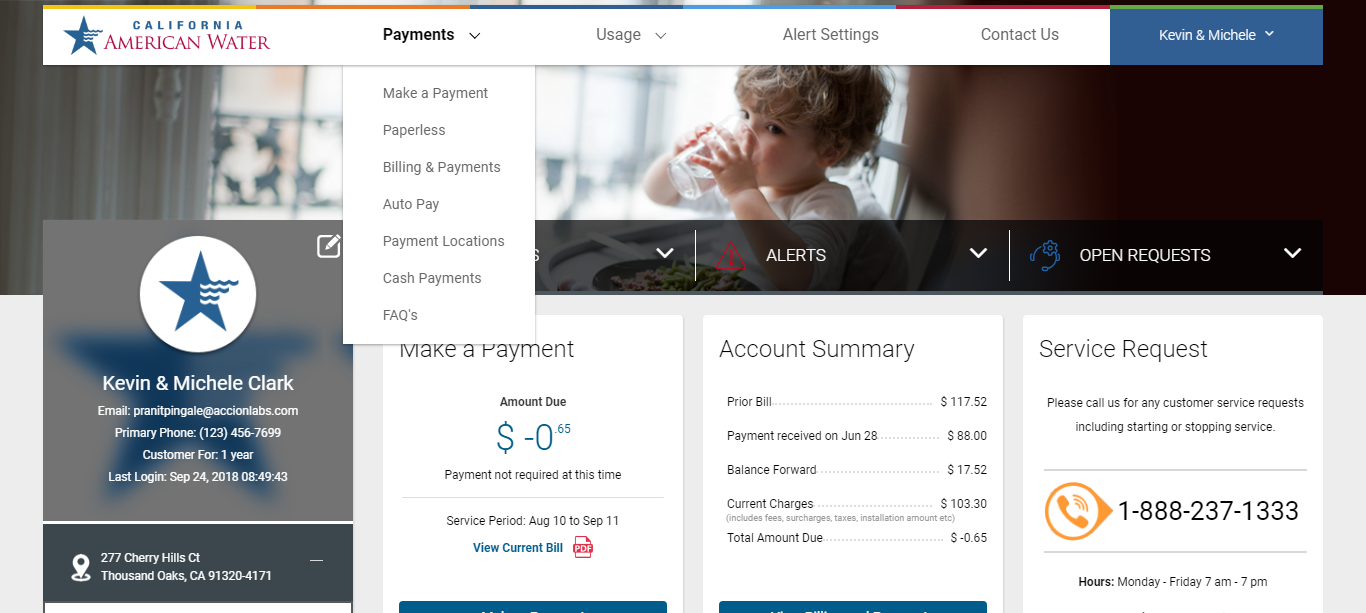 CALIFORNIA
AMERICAN WATER
Payments
Usage
Alert Settings
Contact Us
Kevin & Michele
Make a Payment
Paperless
Billing & Payments
Auto Pay
Payment Locations
Cash Payments
FAQ's
S
ALERTS
OPEN REQUESTS
Kevin & Michele Clark
Email: pranitpingale@accionlabs.com
Primary Phone: (123) 456-7699
Customer For: 1 year
Last Login: Sep 24, 2018 08:49:43
277 Cherry Hills Ct
Thousand Oaks, CA 91320-4171
Make a Payment
Amount Due
$ -0.65
Payment not required at this time
Service Period: Aug 10 to Sep 11
View Current Bill PDF
Account Summary
Prior Bill $ 117.52
Payment received on Jun 28 $ 88.00
Balance Forward $ 17.52
Current Charges $ 103.30
(includes fees, surcharges, taxes, installation amount etc)
Total Amount Due $ -0.65
Service Request
Please call us for any customer service requests
including starting or stopping service.
1-888-237-1333
Hours: Monday - Friday 7 am - 7 pm